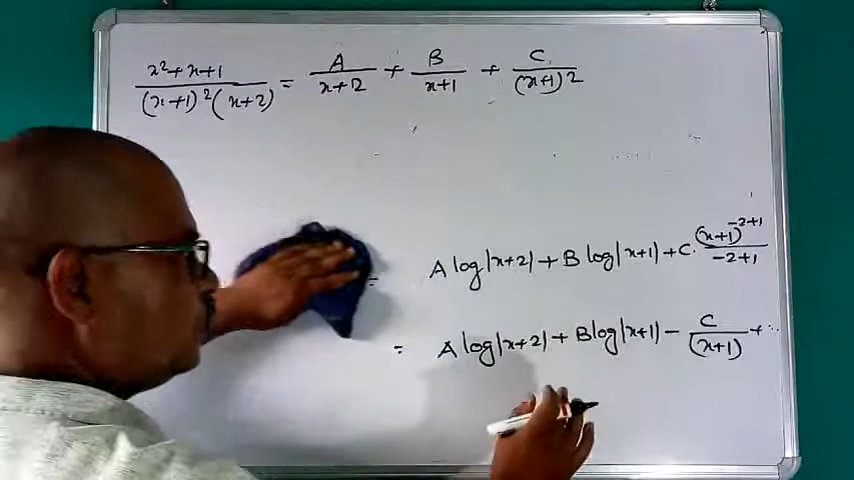 x²+x+1/(x+1)²(x+2) = A/x+2 + B/x+1 + C/(x+1)²
= A log|x+2| + B log|x+1| + C. (x+1)^-2+1/-2+1
= A log|x+2| + B log|x+1| - C/(x+1) + ...